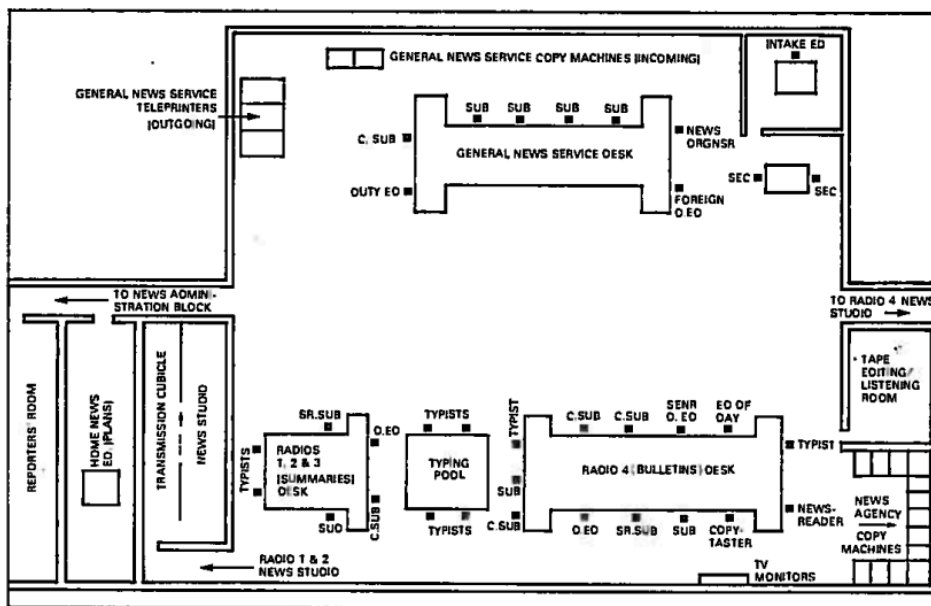 INTAKE ED
GENERAL NEWS SERVICE COPY MACHINES [INCOMING]
GENERAL NEWS SERVICE
TELEPRINTERS
[OUTGOING]
SUB SUB SUB SUB
C. SUB
NEWS
ORGNSR
GENERAL NEWS SERVICE DESK
OUTY EO
FOREIGN
O.EO
SEC
SEC
TO NEWS AOMINI-
STRATION BLOCK
TO RADIO 4 NEWS
STUDIO
REPORTERS' ROOM
HOME NEWS
ED. [PLANS]
TRANSMISSION CUBICLE
NEWS STUDIO
TAPE
EDITING/
LISTENING
ROOM
SR.SUB
O.EO
TYPISTS
RADIOS
1, 2 & 3
[SUMMARIES]
DESK
SUO
C.SUB
TYPISTS
TYPING
POOL
TYPISTS
TYPIST
SUB
C.SUB
C.SUB
C.SUB
SENR
O. EO
EO OF
OAY
RADIO 4 (BULLETINS) DESK
O.EO
SR.SUB
SUB
COPY-
TASTER
TYPIST
NEWS-
READER
NEWS
AGENCY
COPY
MACHINES
RADIO 1 & 2
NEWS STUDIO
TV
MONITORS